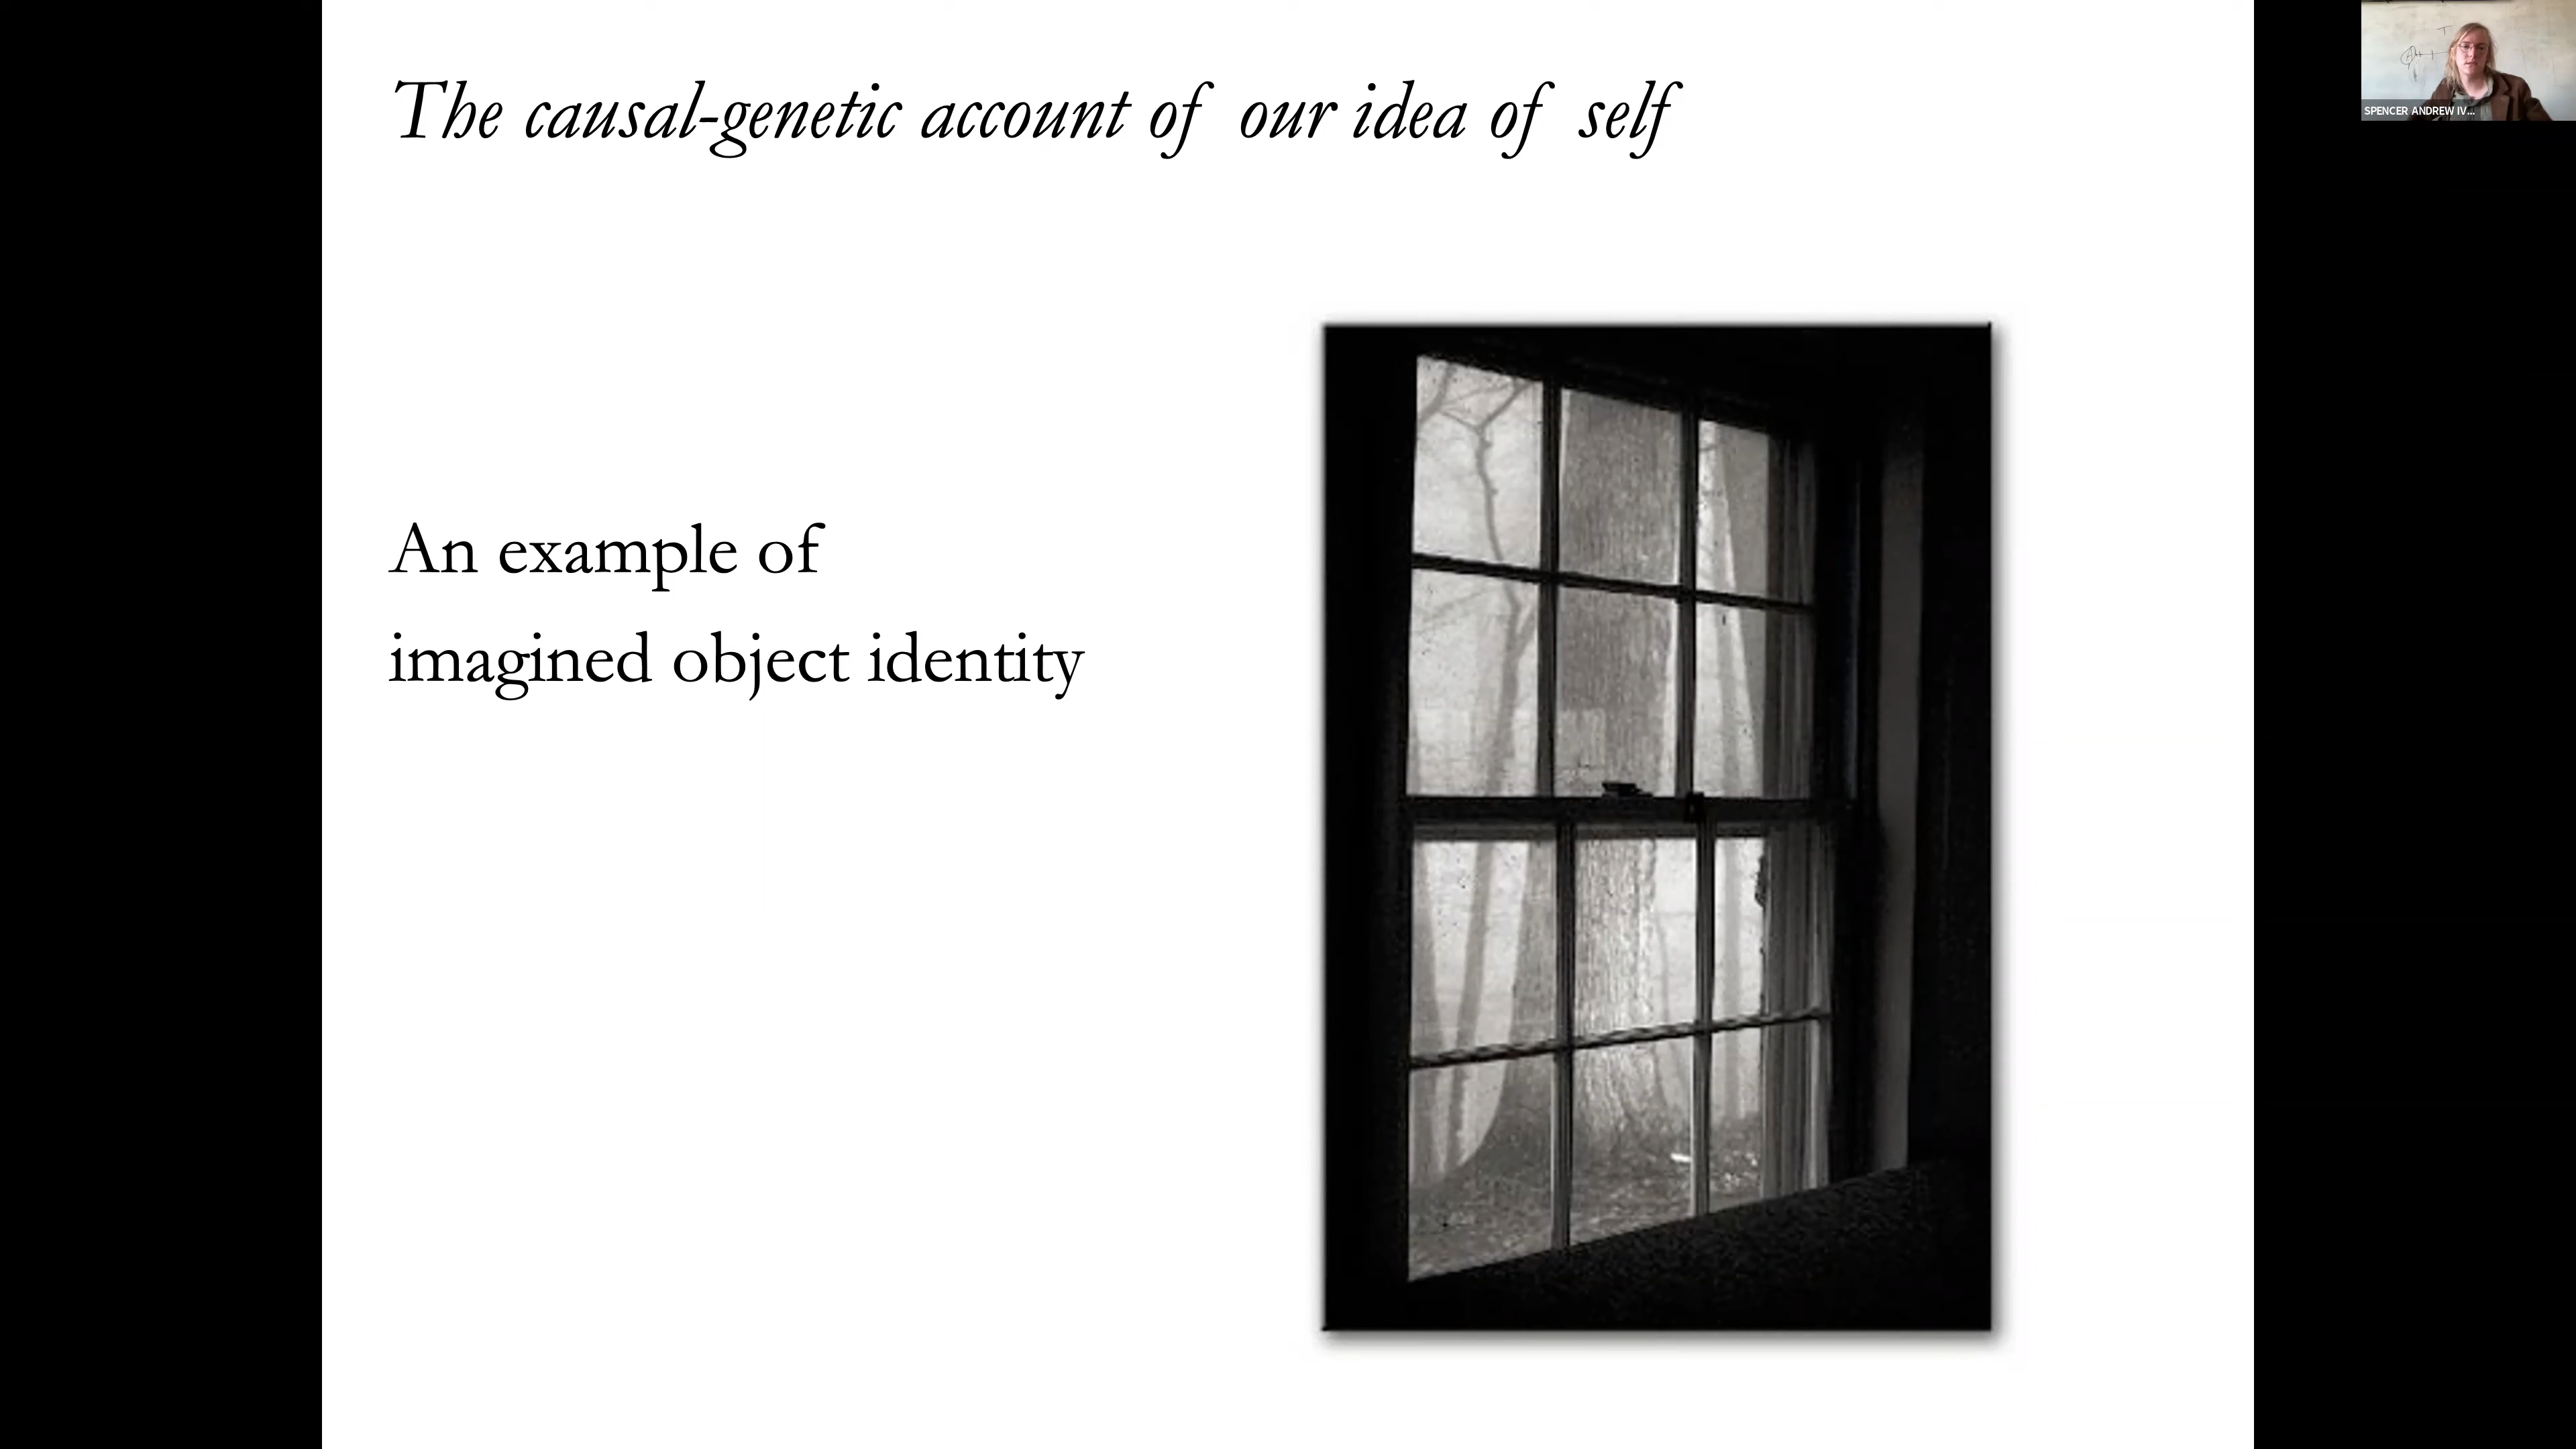 The causal-genetic account of our idea of self
An example of
imagined object identity
SPENCER ANDREW IV...